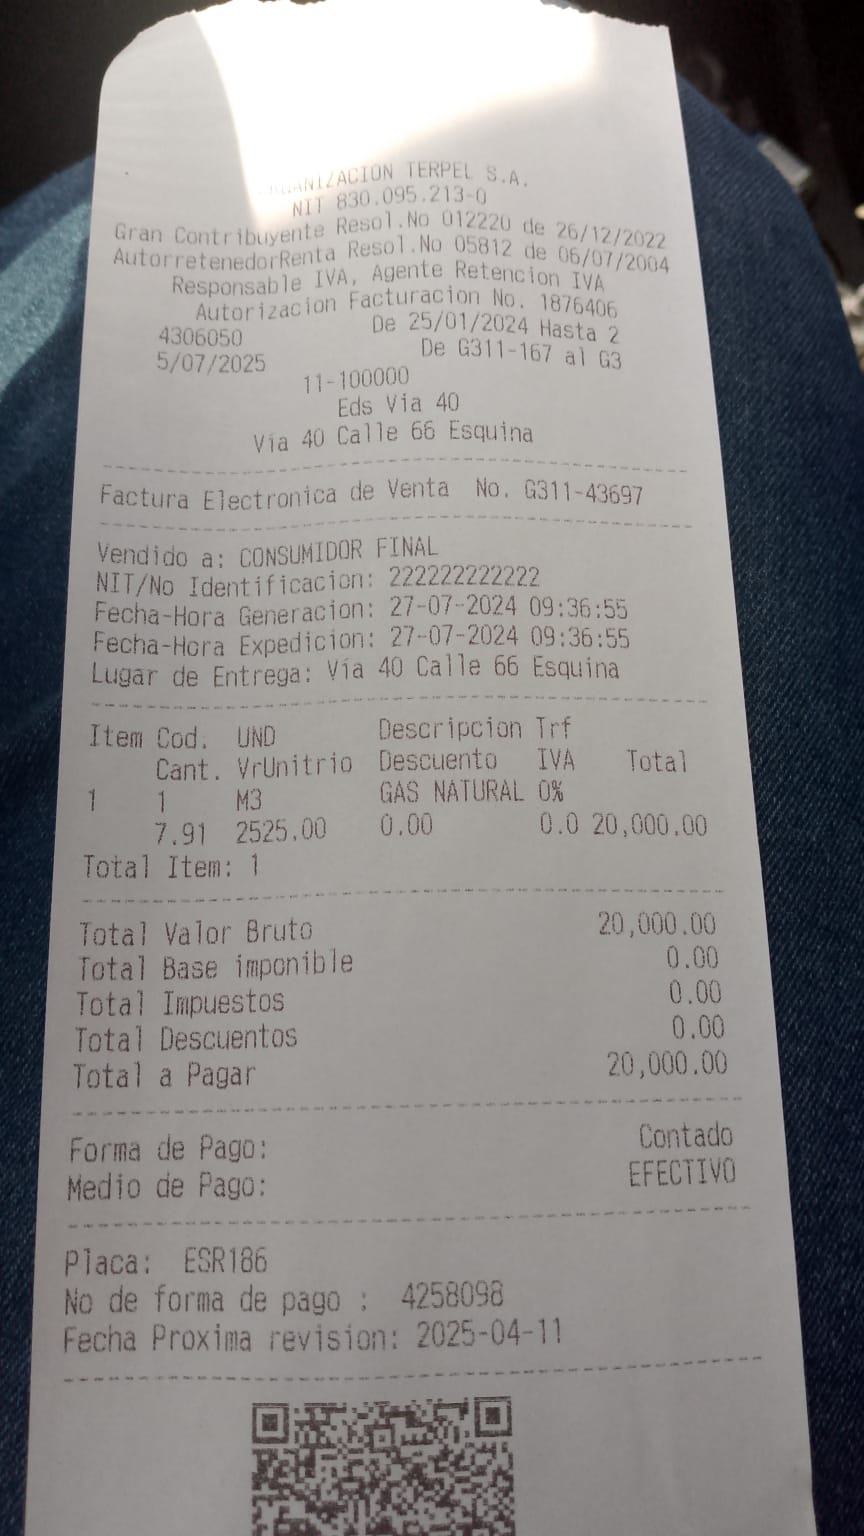 ORGANIZACION TERPEL S.A.
NIT 830.095.213-0
Gran Contribuyente Resol.No 012220 de 26/12/2022
AutorretenedorRenta Resol.No 05812 de 06/07/2004
Responsable IVA, Agente Retencion IVA
Autorizacion Facturacion No. 1876406
4306050 De 25/01/2024 Hasta 2
5/07/2025 De G311-167 al G3
11-100000
Eds Via 40
Via 40 Calle 66 Esquina
Factura Electronica de Venta No. G311-43697
Vendido a: CONSUMIDOR FINAL
NIT/No Identificacion: 222222222222
Fecha-Hora Generacion: 27-07-2024 09:36:55
Fecha-Hora Expedicion: 27-07-2024 09:36:55
Lugar de Entrega: Via 40 Calle 66 Esquina
Item Cod. UND Descripcion Trf
Cant. VrUnitrio Descuento IVA Total
1 1 M3 GAS NATURAL 0%
7.91 2525.00 0.00 0.0 20,000.00
Total Item: 1
Total Valor Bruto 20,000.00
Total Base imponible 0.00
Total Impuestos 0.00
Total Descuentos 0.00
Total a Pagar 20,000.00
Forma de Pago: Contado
Medio de Pago: EFECTIVO
Placa: ESR186
No de forma de pago : 4258098
Fecha Proxima revision: 2025-04-11